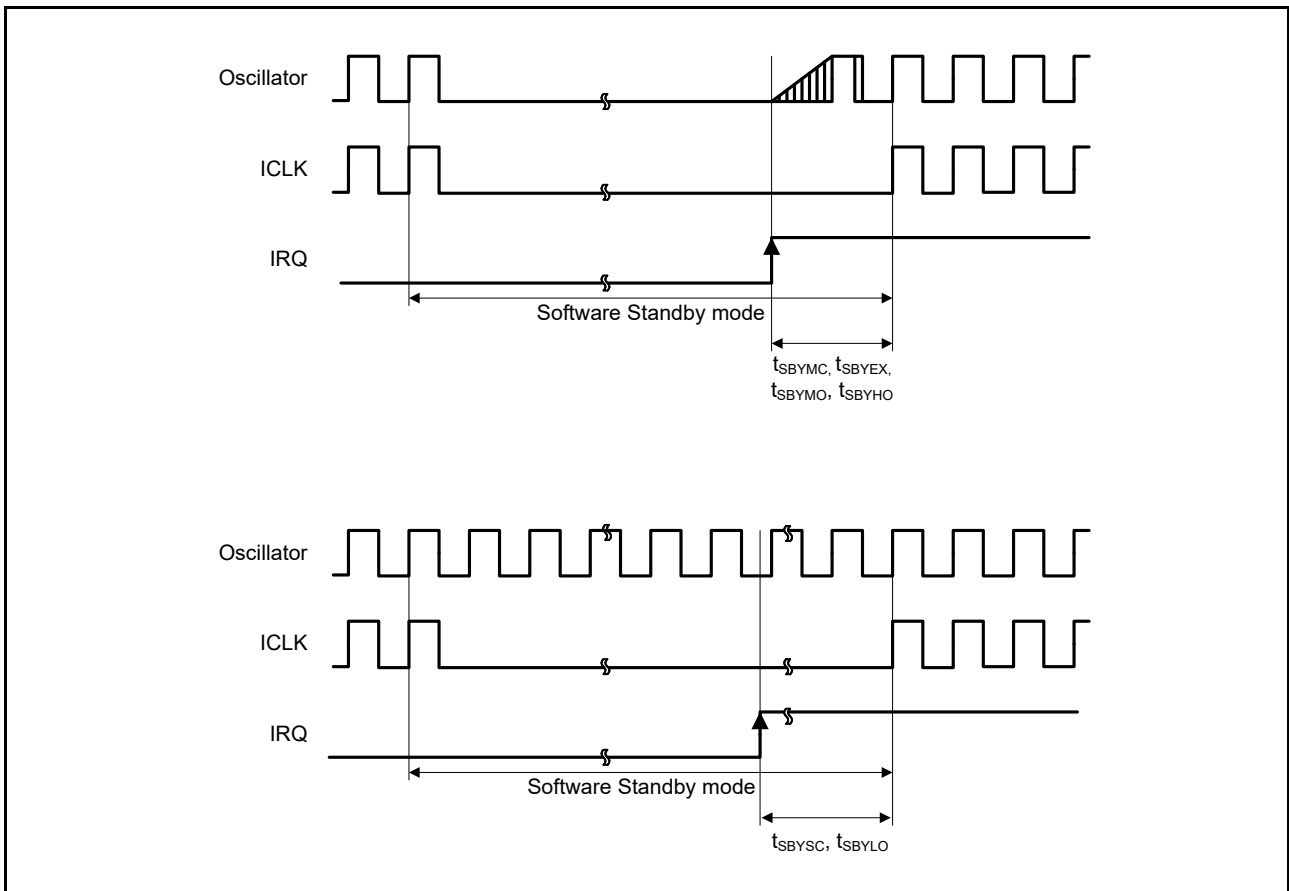 Oscillator
ICLK
IRQ
Software Standby mode
tSBYMC, tSBYEX,
tSBYMO, tSBYHO
Oscillator
ICLK
IRQ
Software Standby mode
tSBYSC, tSBYLO